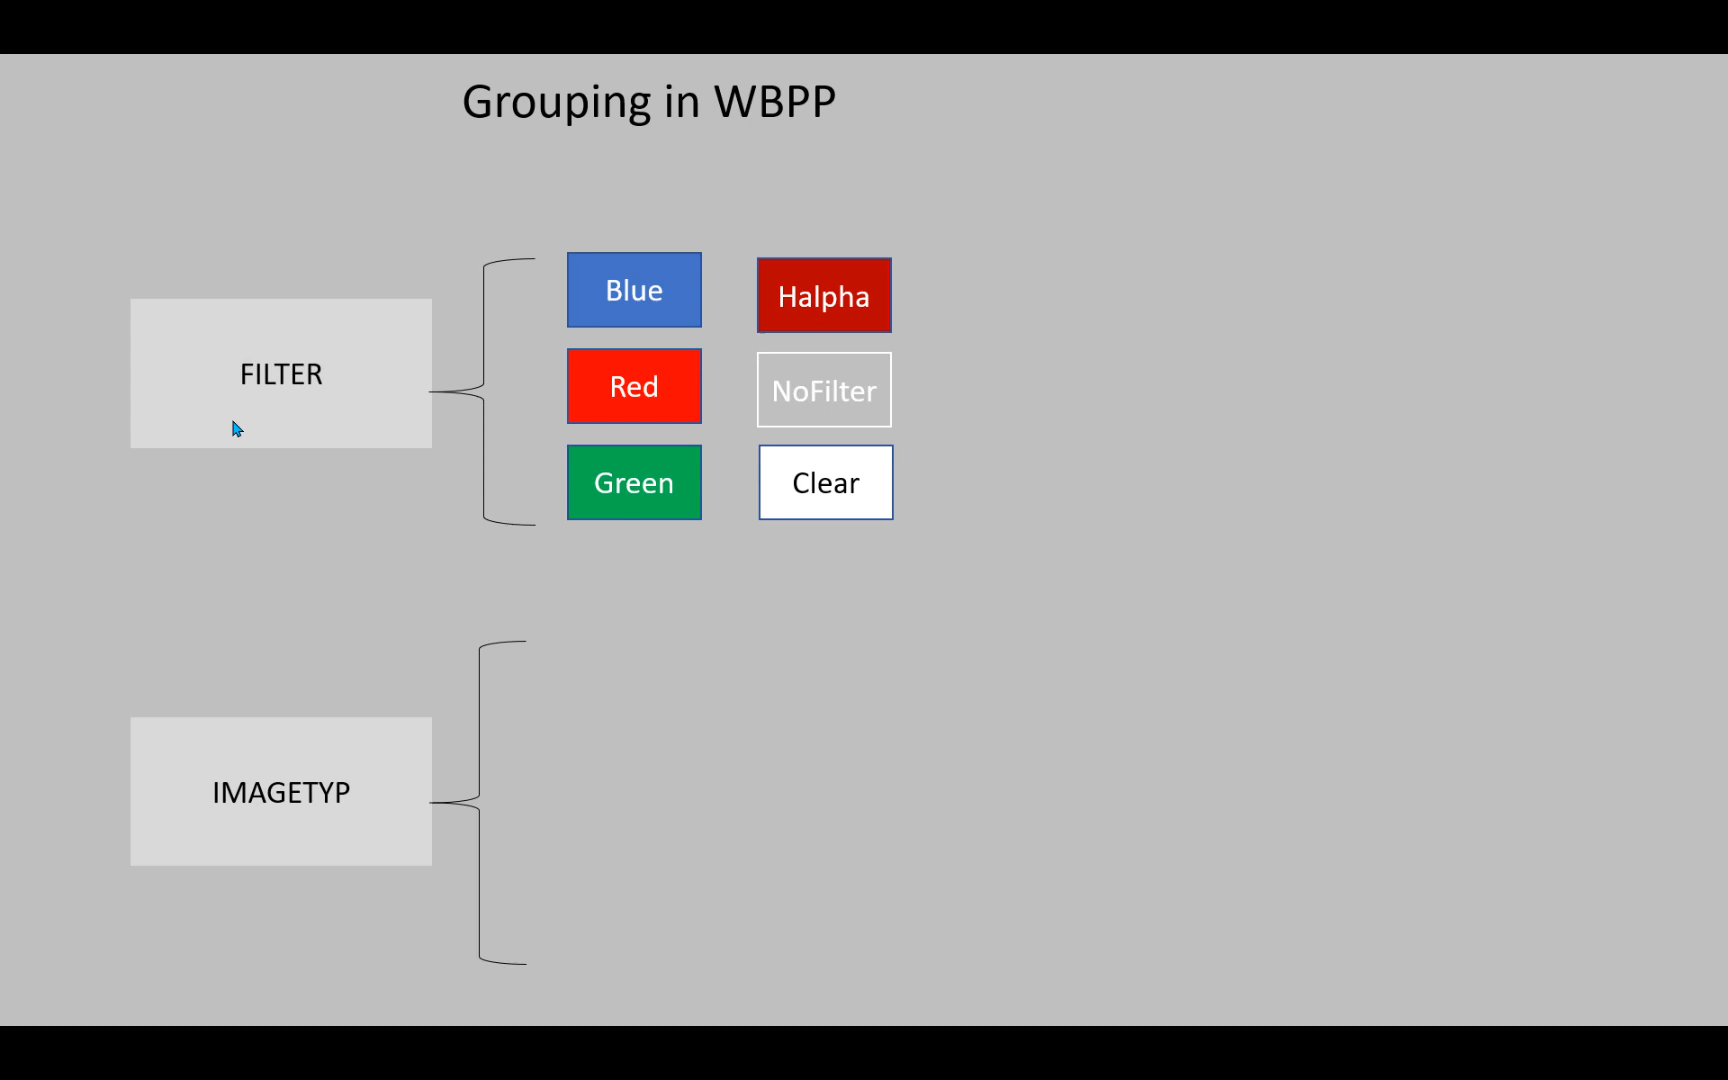 Grouping in WBPP
FILTER
Blue
Halpha
Red
NoFilter
Green
Clear
IMAGETYP